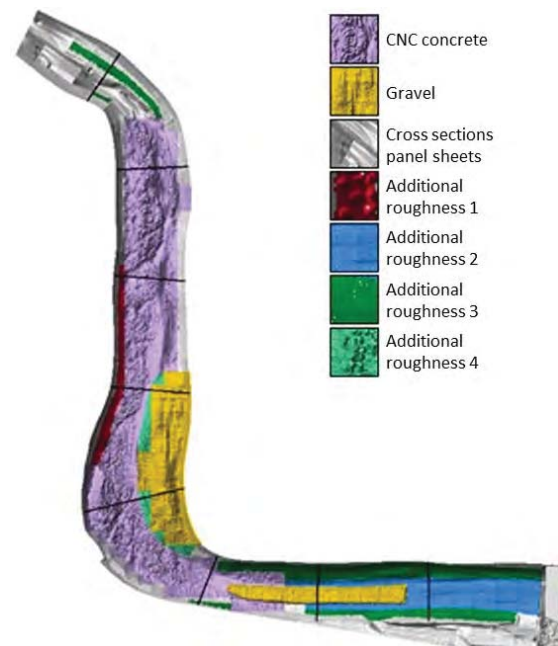 CNC concrete
Gravel
Cross sections
panel sheets
Additional
roughness 1
Additional
roughness 2
Additional
roughness 3
Additional
roughness 4